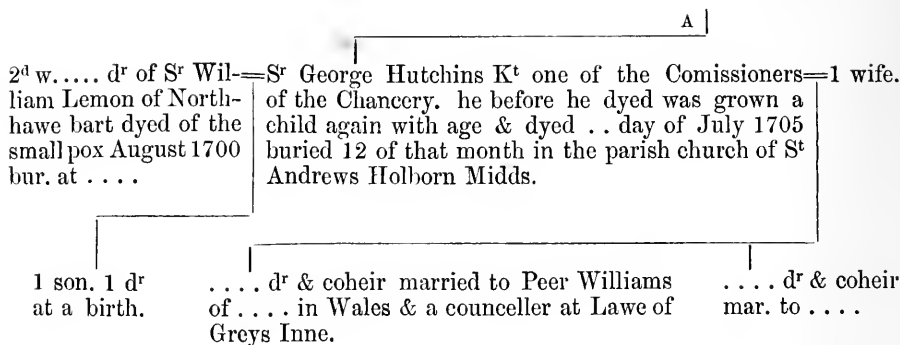 A
2ᵈ w..... dʳ of Sʳ Wil-
liam Lemon of North-
hawe bart dyed of the
small pox August 1700
bur. at ....
Sʳ George Hutchins Kᵗ one of the Comissioners
of the Chancery. he before he dyed was grown a
child again with age & dyed .. day of July 1705
buried 12 of that month in the parish church of Sᵗ
Andrews Holborn Midds.
1 wife.
1 son. 1 dʳ
at a birth.
.... dʳ & coheir married to Peer Williams
of .... in Wales & a counceller at Lawe of
Greys Inne.
.... dʳ & coheir
mar. to ....